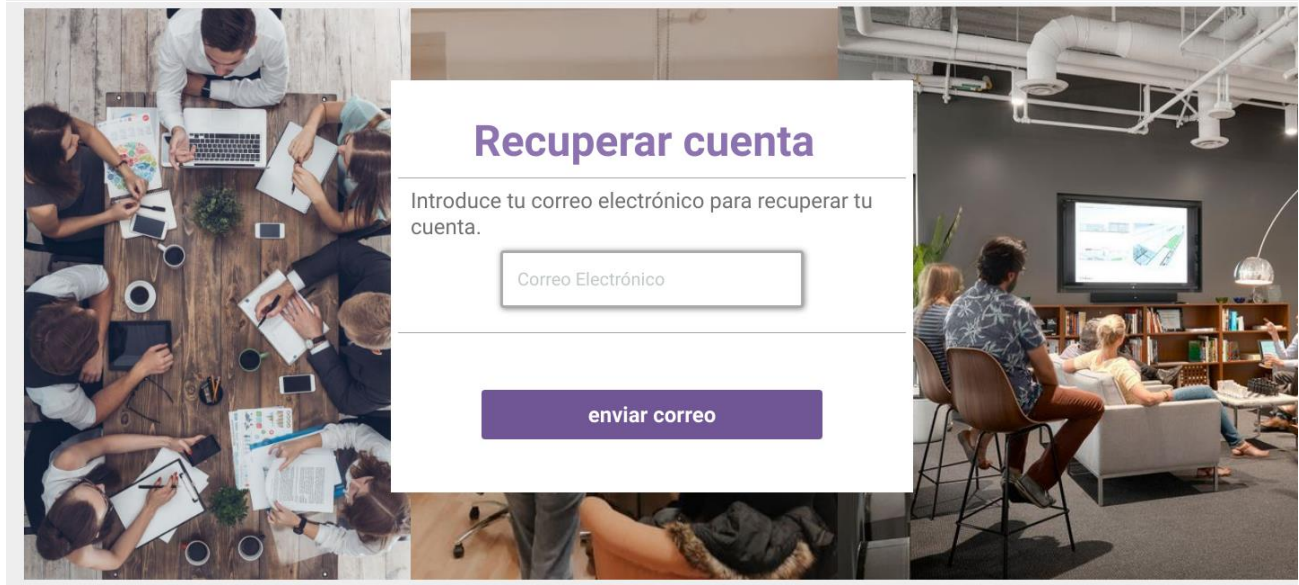 Recuperar cuenta
Introduce tu correo electrónico para recuperar tu
cuenta.
Correo Electrónico
enviar correo